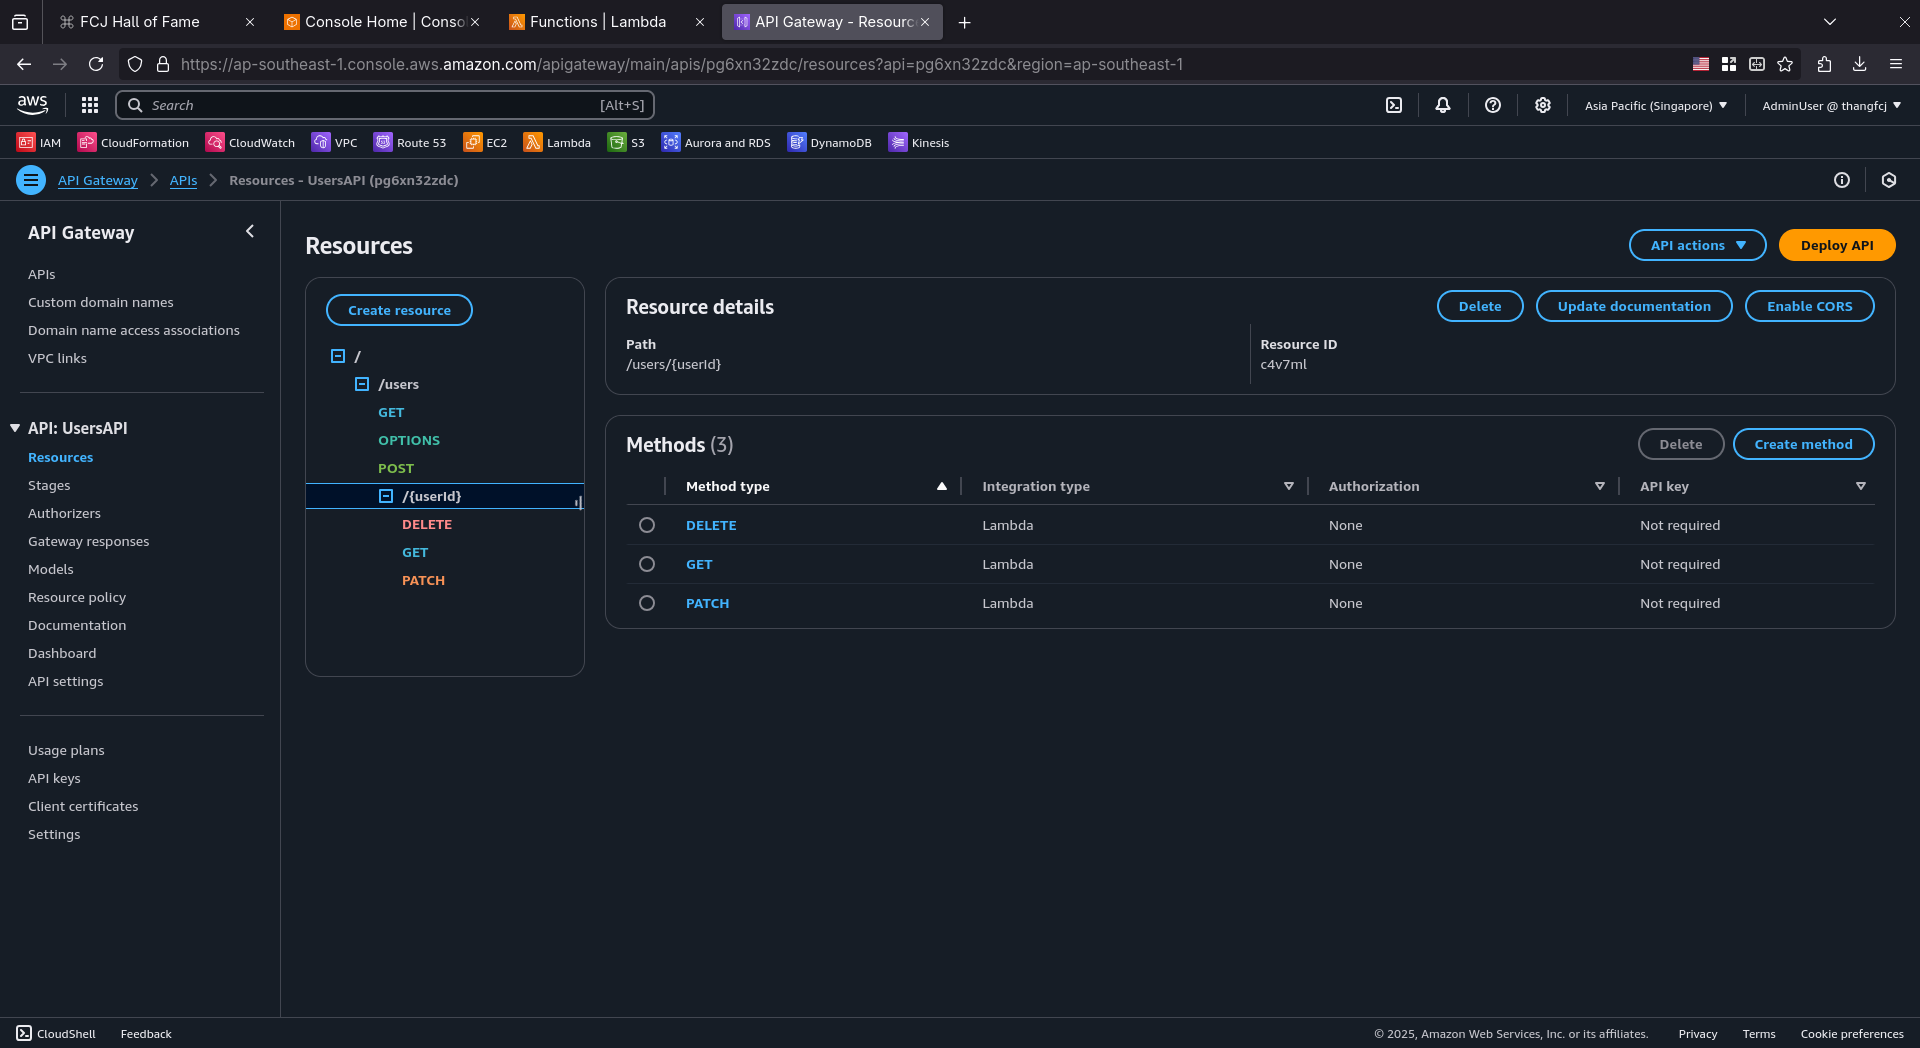 FCJ Hall of Fame
Console Home | Conso
Functions | Lambda
API Gateway - Resourc
https://ap-southeast-1.console.aws.amazon.com/apigateway/main/apis/pg6xn32zdc/resources?api=pg6xn32zdc&region=ap-southeast-1
aws
Search
[Alt+S]
Asia Pacific (Singapore)
AdminUser @ thangfcj
IAM
CloudFormation
CloudWatch
VPC
Route 53
EC2
Lambda
S3
Aurora and RDS
DynamoDB
Kinesis
API Gateway
APIs
Resources - UsersAPI (pg6xn32zdc)
API Gateway
APIs
Custom domain names
Domain name access associations
VPC links
API: UsersAPI
Resources
Stages
Authorizers
Gateway responses
Models
Resource policy
Documentation
Dashboard
API settings
Usage plans
API keys
Client certificates
Settings
Resources
API actions
Deploy API
Create resource
/
/users
GET
OPTIONS
POST
/{userId}
DELETE
GET
PATCH
Resource details
Delete
Update documentation
Enable CORS
Path
/users/{userId}
Resource ID
c4v7ml
Methods (3)
Delete
Create method
Method type
Integration type
Authorization
API key
DELETE
Lambda
None
Not required
GET
Lambda
None
Not required
PATCH
Lambda
None
Not required
CloudShell
Feedback
© 2025, Amazon Web Services, Inc. or its affiliates.
Privacy
Terms
Cookie preferences